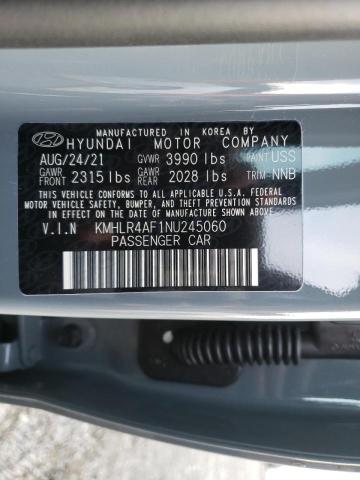 MANUFACTURED IN KOREA BY
HYUNDAI MOTOR COMPANY
AUG/24/21 GVWR 3990 lbs PAINT USS
GAWR FRONT 2315 lbs GAWR REAR 2028 lbs TRIM NNB
THIS VEHICLE CONFORMS TO ALL APPLICABLE U.S.A. FEDERAL
MOTOR VEHICLE SAFETY, BUMPER, AND THEFT PREVENTION
STANDARDS IN EFFECT ON THE DATE OF MANUFACTURE SHOWN ABOVE.
V.I.N KMHLR4AF1NU245060
PASSENGER CAR